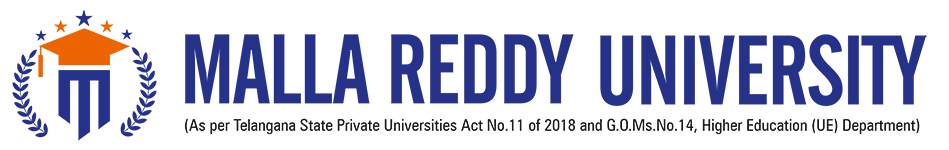 MALLA REDDY UNIVERSITY
(As per Telangana State Private Universities Act No.11 of 2018 and G.O.Ms.No.14, Higher Education (UE) Department)